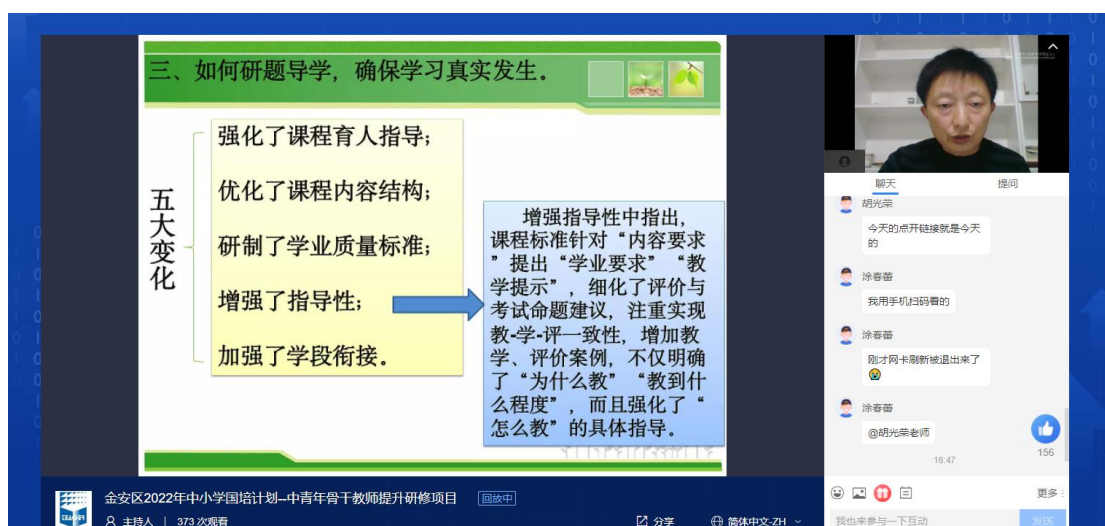 三、如何研题导学，确保学习真实发生。
五大变化
强化了课程育人指导；
优化了课程内容结构；
研制了学业质量标准；
增强了指导性；
加强了学段衔接。
增强指导性中指出，
课程标准针对“内容要求
”提出“学业要求”“教
学提示”，细化了评价与
考试命题建议，注重实现
教-学-评一致性，增加教
学、评价案例，不仅明确
了“为什么教”“教到什
么程度”，而且强化了“
怎么教”的具体指导。
聊天
提问
胡光荣
今天的点开链接就是今天
的
涂春蕾
我用手机扫码看的
涂春蕾
刚才网卡刷新被退出来了
涂春蕾
@胡光荣老师
16:47
156
更多
我也来参与一下互动
发送
金安区2022年中小学国培计划--中青年骨干教师提升研修项目
回放中
主持人 | 373 次观看
分享
简体中文-ZH